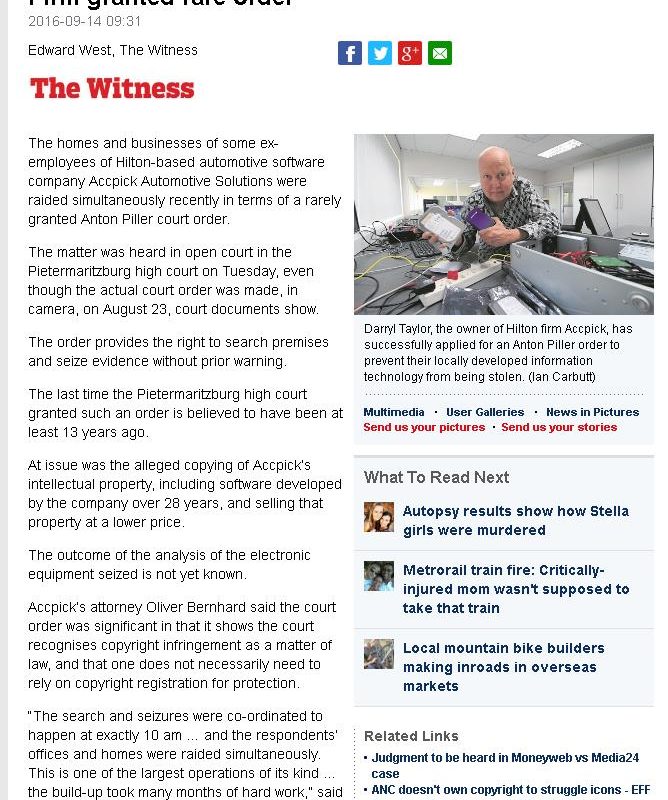 Firm granted rare order
2016-09-14 09:31
Edward West, The Witness
f
g+
The Witness
The homes and businesses of some ex-
employees of Hilton-based automotive software
company Accpick Automotive Solutions were
raided simultaneously recently in terms of a rarely
granted Anton Piller court order.
The matter was heard in open court in the
Pietermaritzburg high court on Tuesday, even
though the actual court order was made, in
camera, on August 23, court documents show.
The order provides the right to search premises
and seize evidence without prior warning.
The last time the Pietermaritzburg high court
granted such an order is believed to have been at
least 13 years ago.
At issue was the alleged copying of Accpick's
intellectual property, including software developed
by the company over 28 years, and selling that
property at a lower price.
The outcome of the analysis of the electronic
equipment seized is not yet known.
Accpick's attorney Oliver Bernhard said the court
order was significant in that it shows the court
recognises copyright infringement as a matter of
law, and that one does not necessarily need to
rely on copyright registration for protection.
“The search and seizures were co-ordinated to
happen at exactly 10 am ... and the respondents'
offices and homes were raided simultaneously.
This is one of the largest operations of its kind ...
the build-up took many months of hard work,” said
Darryl Taylor, the owner of Hilton firm Accpick, has
successfully applied for an Anton Piller order to
prevent their locally developed information
technology from being stolen. (Ian Carbutt)
Multimedia · User Galleries · News in Pictures
Send us your pictures · Send us your stories
What To Read Next
Autopsy results show how Stella
girls were murdered
Metrorail train fire: Critically-
injured mom wasn't supposed to
take that train
Local mountain bike builders
making inroads in overseas
markets
Related Links
• Judgment to be heard in Moneyweb vs Media24
case
• ANC doesn't own copyright to struggle icons - EFF